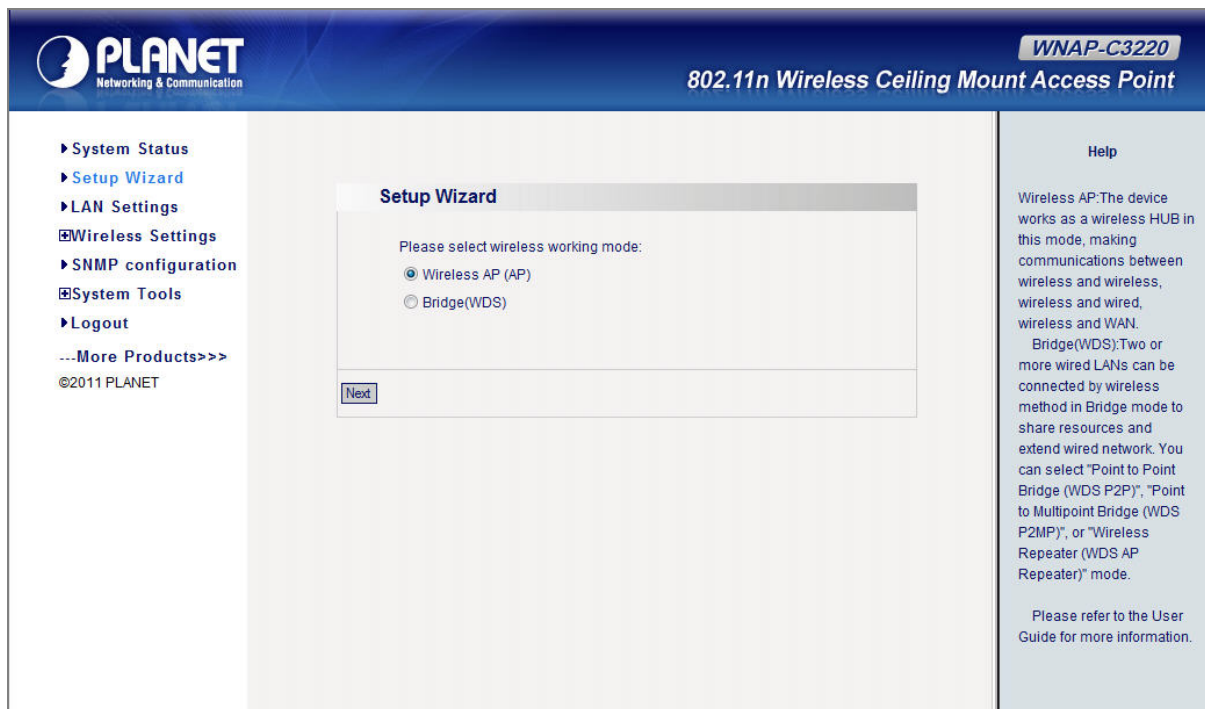 PLANET
Networking & Communication
WNAP-C3220
802.11n Wireless Ceiling Mount Access Point
System Status
Setup Wizard
LAN Settings
Wireless Settings
SNMP configuration
System Tools
Logout
---More Products>>>
©2011 PLANET
Setup Wizard
Please select wireless working mode:
Wireless AP (AP)
Bridge(WDS)
Next
Help
Wireless AP:The device
works as a wireless HUB in
this mode, making
communications between
wireless and wireless,
wireless and wired,
wireless and WAN.
Bridge(WDS):Two or
more wired LANs can be
connected by wireless
method in Bridge mode to
share resources and
extend wired network. You
can select "Point to Point
Bridge (WDS P2P)", "Point
to Multipoint Bridge (WDS
P2MP)", or "Wireless
Repeater (WDS AP
Repeater)" mode.
Please refer to the User
Guide for more information.